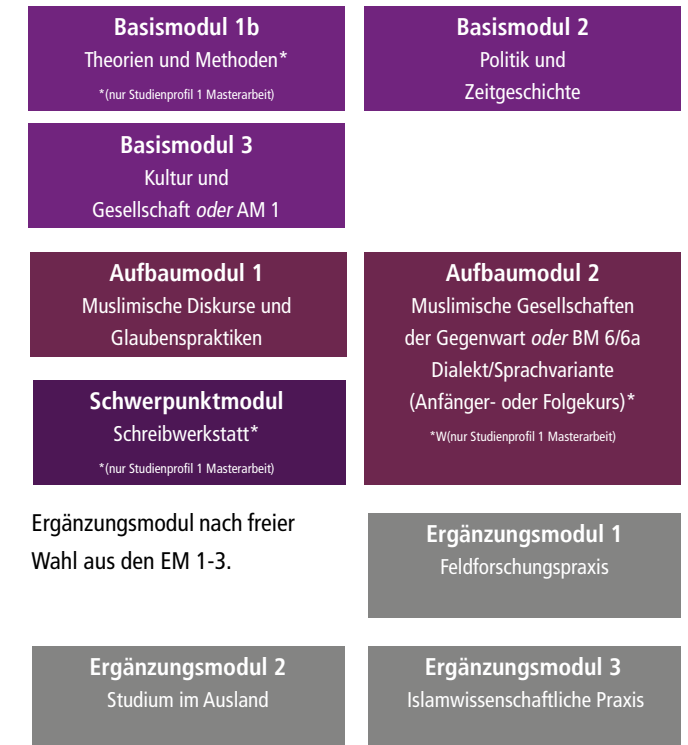 Basismodul 1b
Theorien und Methoden*
*(nur Studienprofil 1 Masterarbeit)
Basismodul 2
Politik und
Zeitgeschichte
Basismodul 3
Kultur und
Gesellschaft oder AM 1
Aufbaumodul 1
Muslimische Diskurse und
Glaubenspraktiken
Aufbaumodul 2
Muslimische Gesellschaften
der Gegenwart oder BM 6/6a
Dialekt/Sprachvariante
(Anfänger- oder Folgekurs)*
*W(nur Studienprofil 1 Masterarbeit)
Schwerpunktmodul
Schreibwerkstatt*
*(nur Studienprofil 1 Masterarbeit)
Ergänzungsmodul nach freier
Wahl aus den EM 1-3.
Ergänzungsmodul 1
Feldforschungspraxis
Ergänzungsmodul 2
Studium im Ausland
Ergänzungsmodul 3
Islamwissenschaftliche Praxis